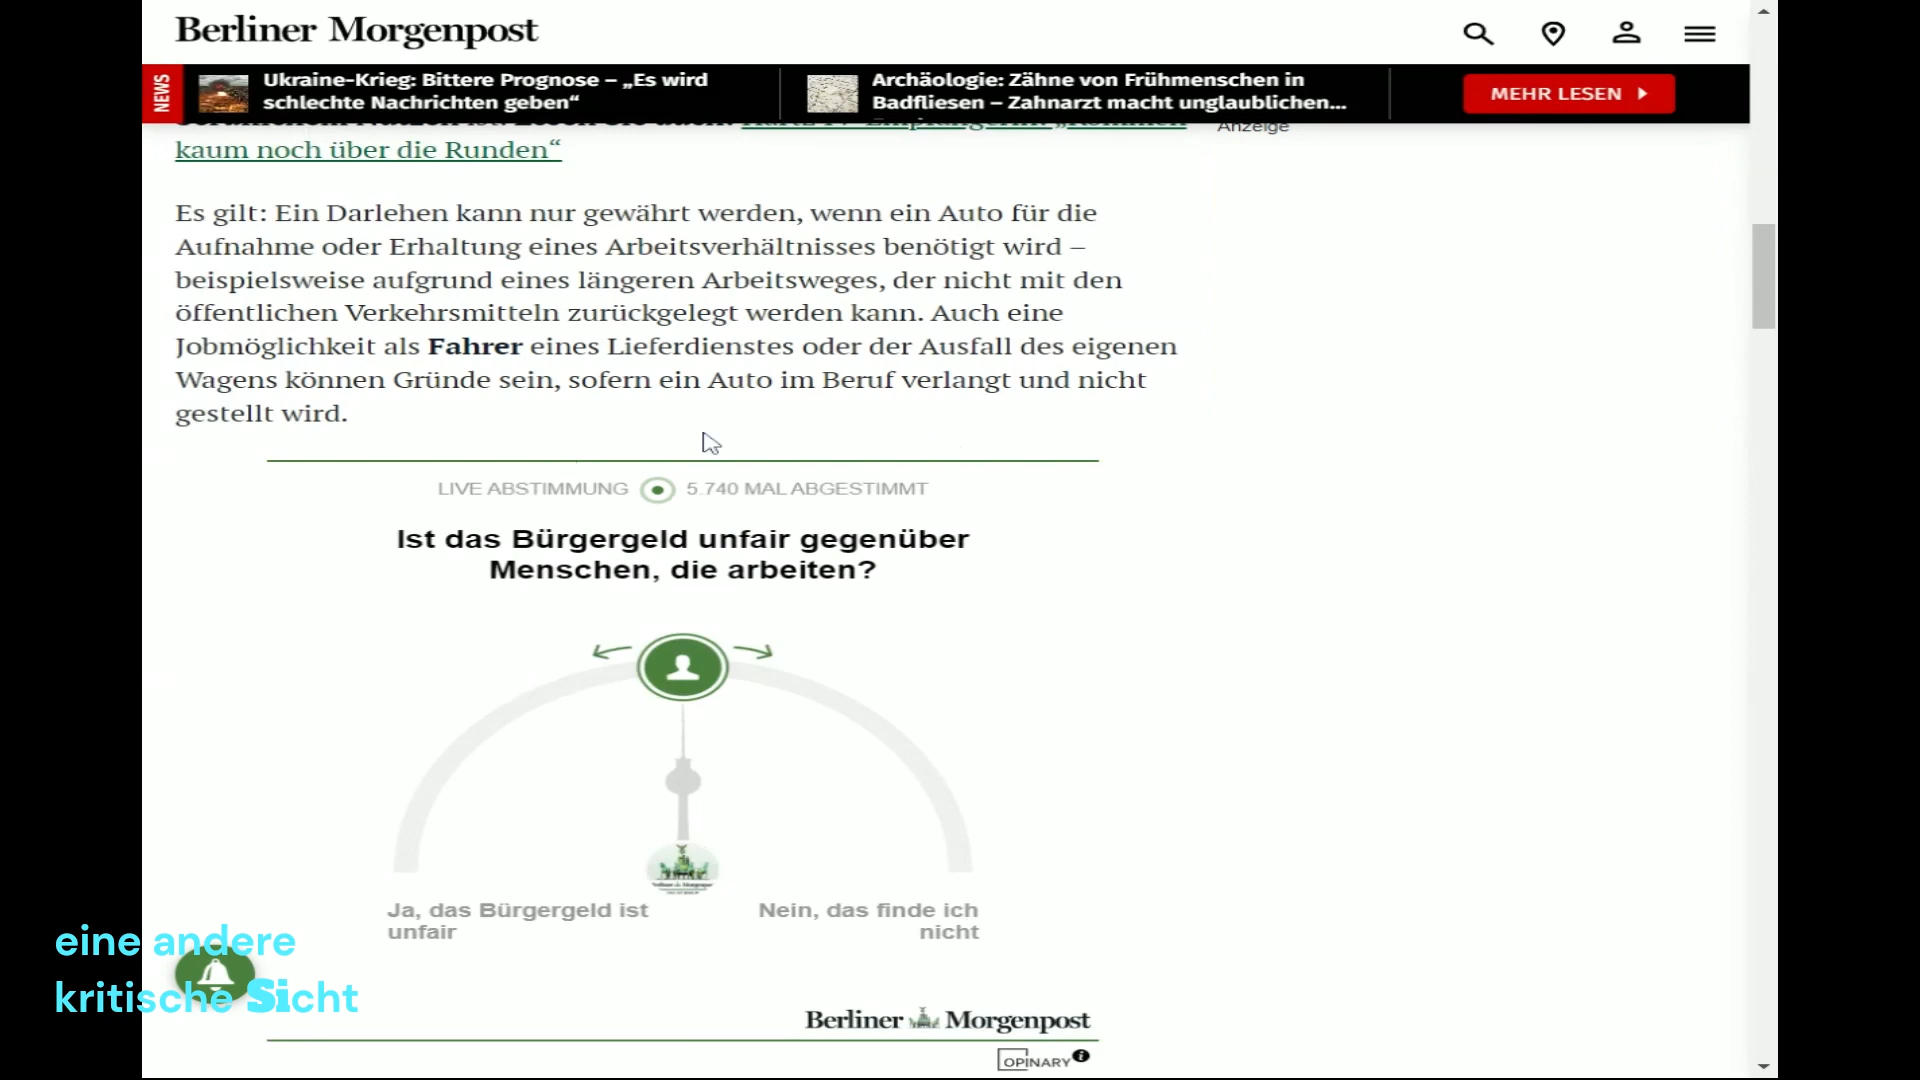 Berliner Morgenpost
NEWS
Ukraine-Krieg: Bittere Prognose – „Es wird
schlechte Nachrichten geben“
Archäologie: Zähne von Frühmenschen in
Badfliesen – Zahnarzt macht unglaublichen...
MEHR LESEN
Anzeige
kaum noch über die Runden“
Es gilt: Ein Darlehen kann nur gewährt werden, wenn ein Auto für die
Aufnahme oder Erhaltung eines Arbeitsverhältnisses benötigt wird –
beispielsweise aufgrund eines längeren Arbeitsweges, der nicht mit den
öffentlichen Verkehrsmitteln zurückgelegt werden kann. Auch eine
Jobmöglichkeit als Fahrer eines Lieferdienstes oder der Ausfall des eigenen
Wagens können Gründe sein, sofern ein Auto im Beruf verlangt und nicht
gestellt wird.
LIVE ABSTIMMUNG 5.740 MAL ABGESTIMMT
Ist das Bürgergeld unfair gegenüber
Menschen, die arbeiten?
Ja, das Bürgergeld ist
unfair
Nein, das finde ich
nicht
eine andere
kritische Sicht
Berliner Morgenpost
OPINARY